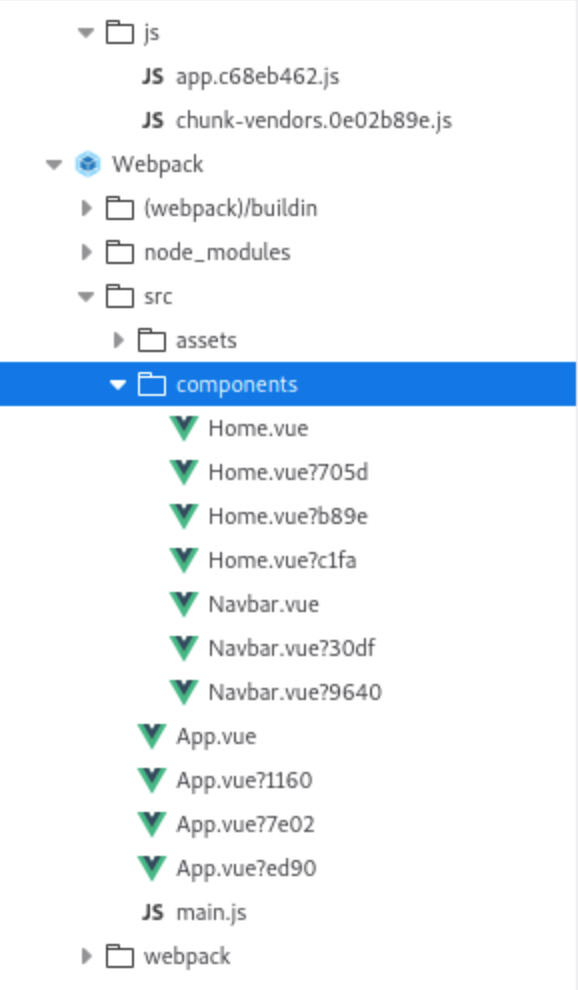 js
JS app.c68eb462.js
JS chunk-vendors.0e02b89e.js
Webpack
(webpack)/buildin
node_modules
src
assets
components
Home.vue
Home.vue?705d
Home.vue?b89e
Home.vue?c1fa
Navbar.vue
Navbar.vue?30df
Navbar.vue?9640
App.vue
App.vue?1160
App.vue?7e02
App.vue?ed90
JS main.js
webpack